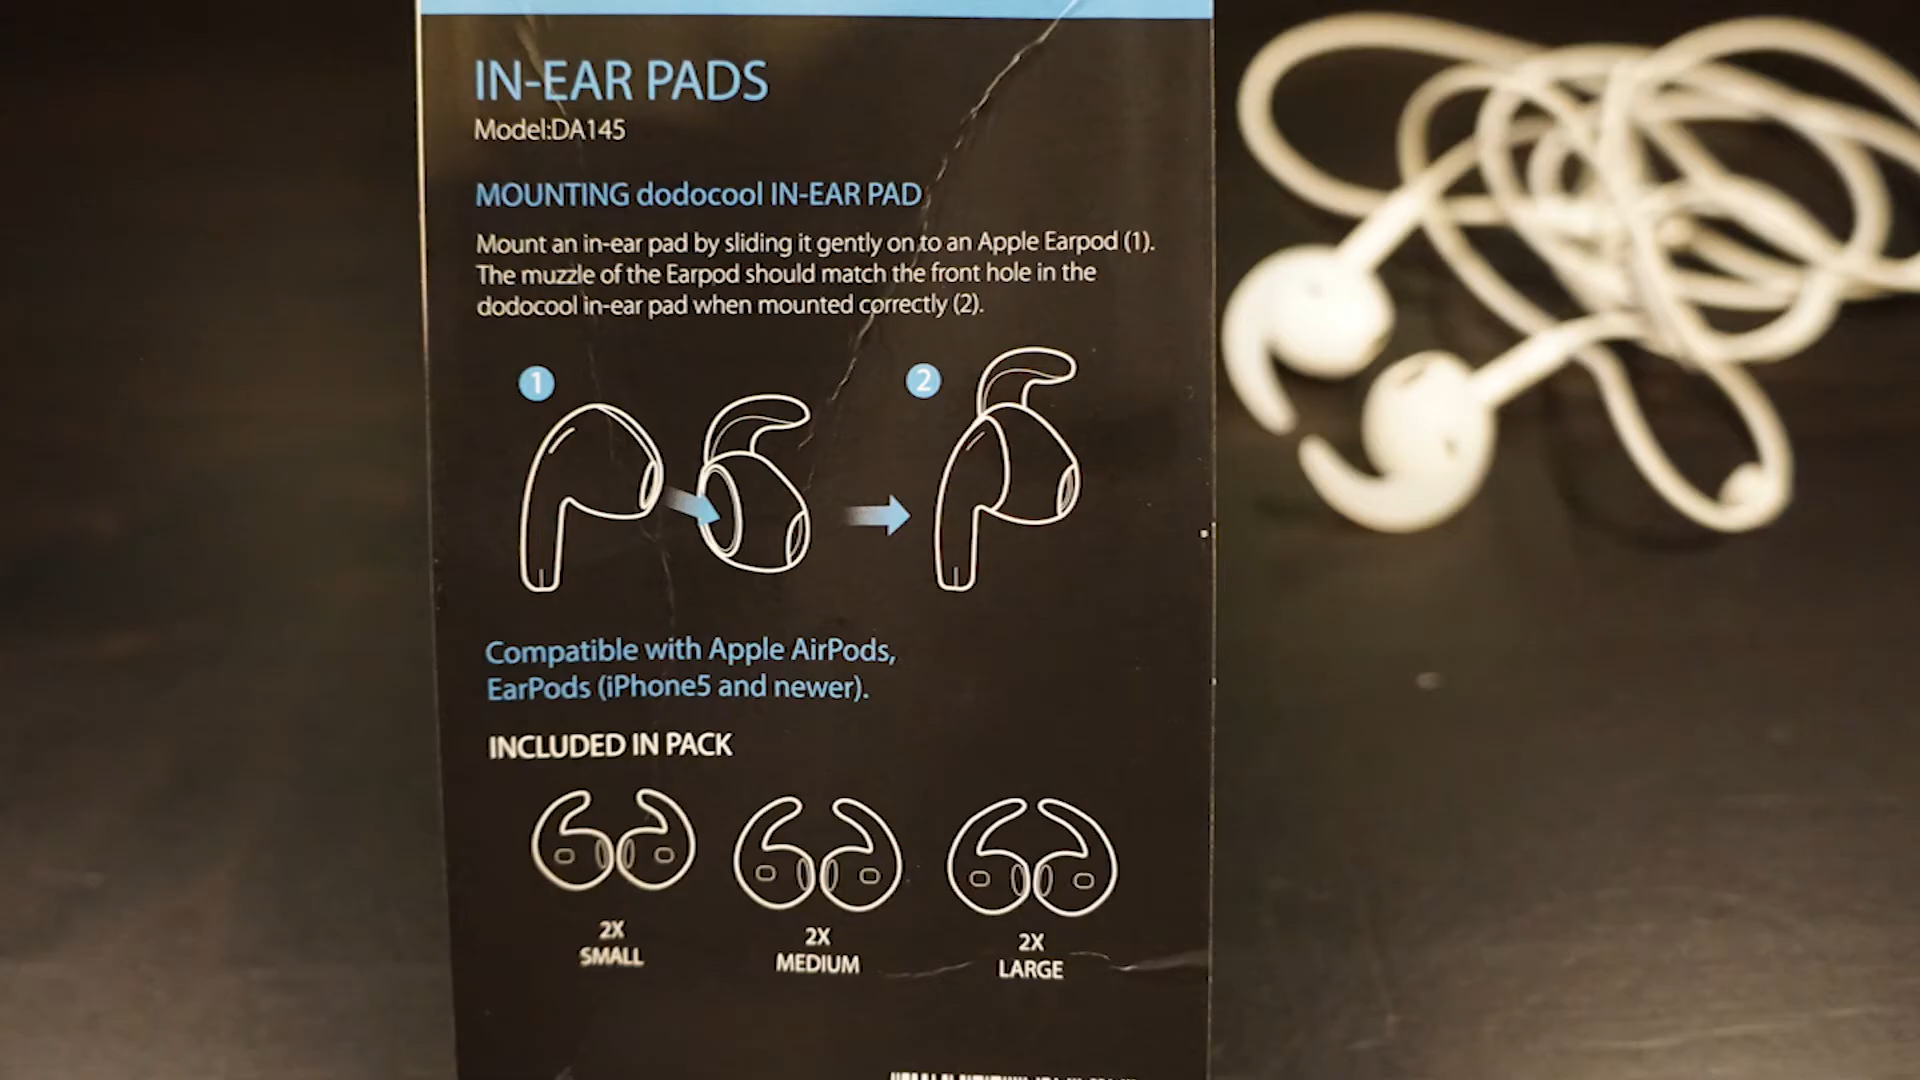 IN-EAR PADS
Model:DA145
MOUNTING dodocool IN-EAR PAD
Mount an in-ear pad by sliding it gently on to an Apple Earpod (1).
The muzzle of the Earpod should match the front hole in the
dodocool in-ear pad when mounted correctly (2).
1
2
Compatible with Apple AirPods,
EarPods (iPhone5 and newer).
INCLUDED IN PACK
2X
SMALL
2X
MEDIUM
2X
LARGE